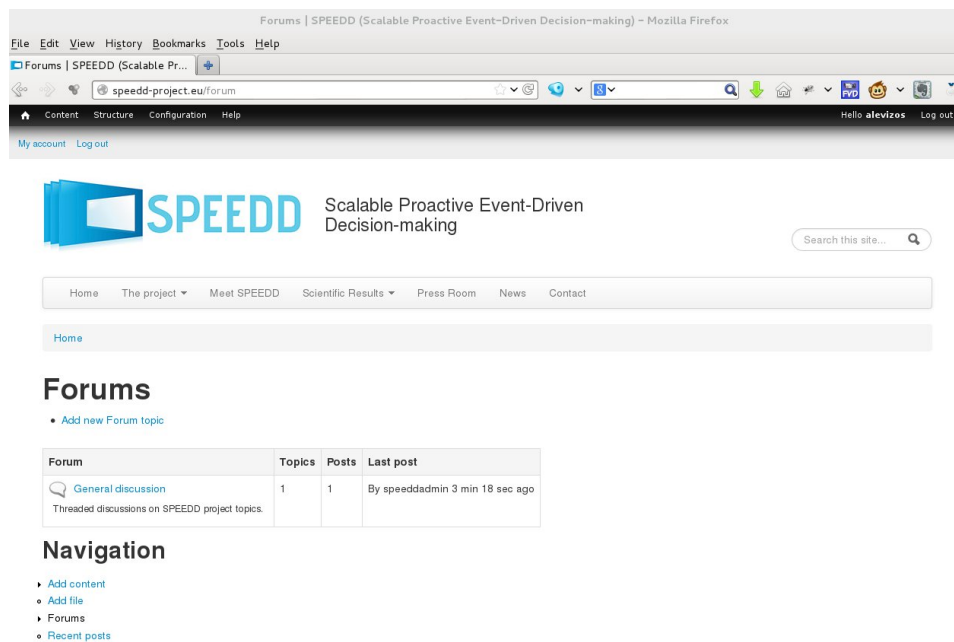 Forums | SPEEDD (Scalable Proactive Event-Driven Decision-making) - Mozilla Firefox
File Edit View History Bookmarks Tools Help
Forums | SPEEDD (Scalable Pr...
speedd-project.eu/forum
Content Structure Configuration Help Hello alevizos Log out
My account Log out
SPEEDD
Scalable Proactive Event-Driven
Decision-making
Search this site...
Home The project Meet SPEEDD Scientific Results Press Room News Contact
Home
Forums
Add new Forum topic
Forum Topics Posts Last post
General discussion 1 1 By speeddadmin 3 min 18 sec ago
Threaded discussions on SPEEDD project topics.
Navigation
Add content
Add file
Forums
Recent posts